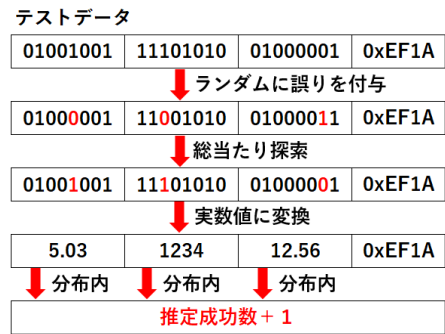 テストデータ
01001001 11101010 01000001 0xEF1A
ランダムに誤りを付与
01000001 11001010 01000011 0xEF1A
総当たり探索
01001001 11101010 01000001 0xEF1A
実数値に変換
5.03 1234 12.56 0xEF1A
分布内 分布内 分布内
推定成功数+1